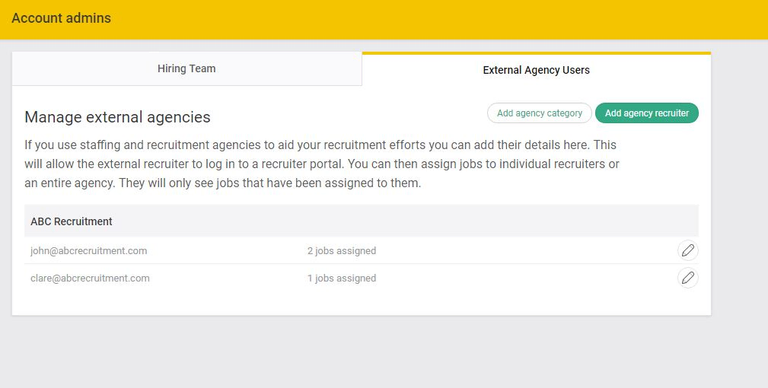 Account admins
Hiring Team
External Agency Users
Manage external agencies
Add agency category
Add agency recruiter
If you use staffing and recruitment agencies to aid your recruitment efforts you can add their details here. This
will allow the external recruiter to log in to a recruiter portal. You can then assign jobs to individual recruiters or
an entire agency. They will only see jobs that have been assigned to them.
ABC Recruitment
john@abcrecruitment.com 2 jobs assigned
clare@abcrecruitment.com 1 jobs assigned